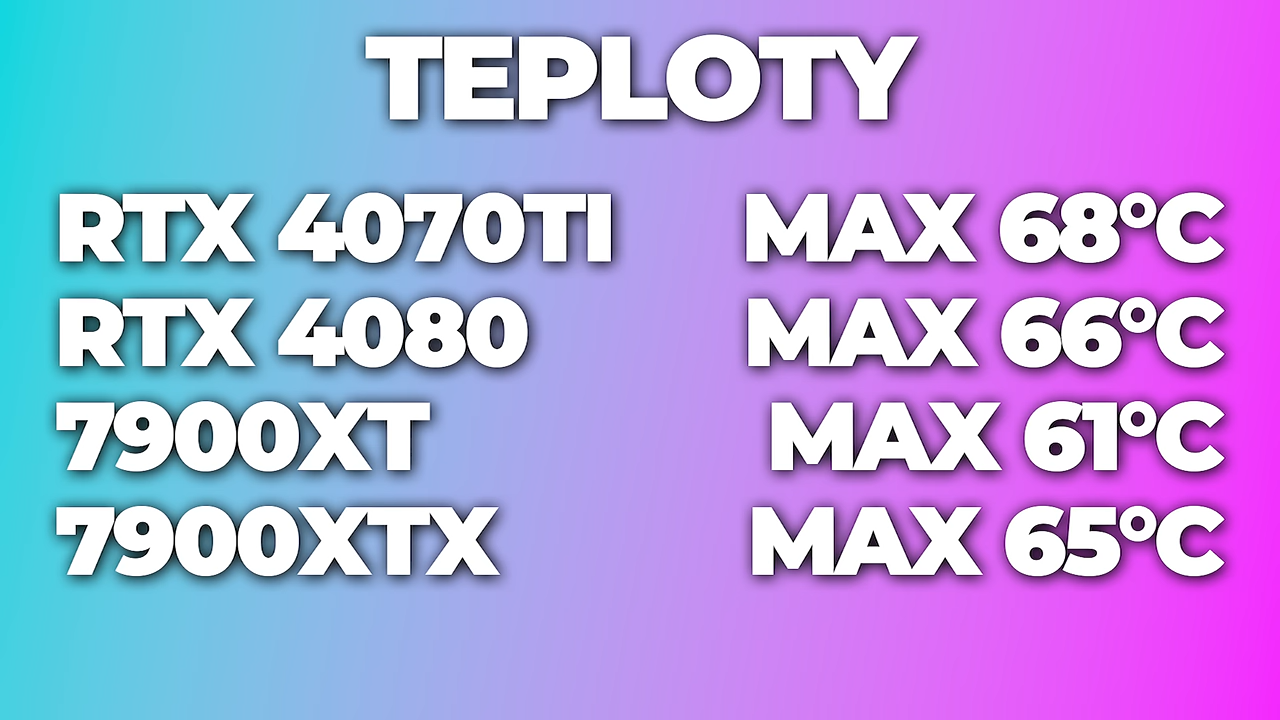 TEPLOTY
RTX 4070TI MAX 68°C
RTX 4080 MAX 66°C
7900XT MAX 61°C
7900XTX MAX 65°C